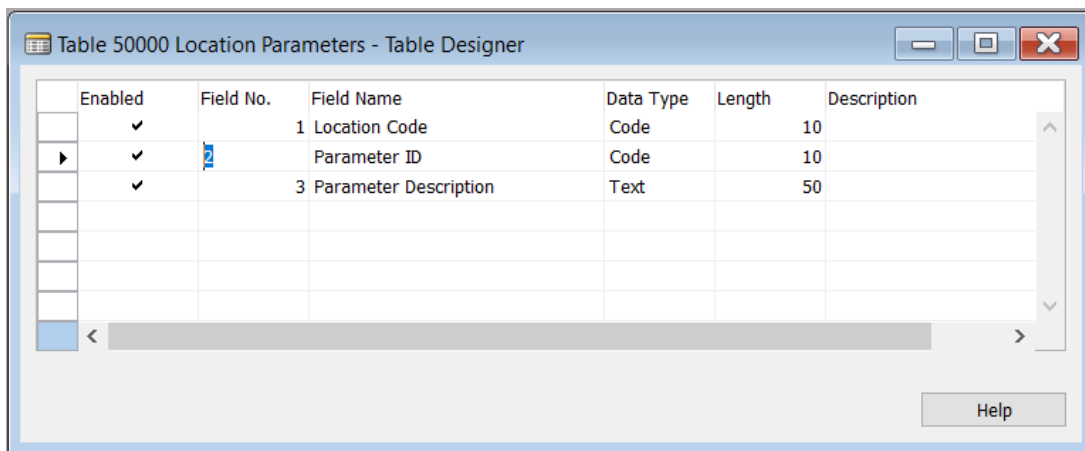 Table 50000 Location Parameters - Table Designer
Enabled Field No. Field Name Data Type Length Description
1 Location Code Code 10
2 Parameter ID Code 10
3 Parameter Description Text 50
Help